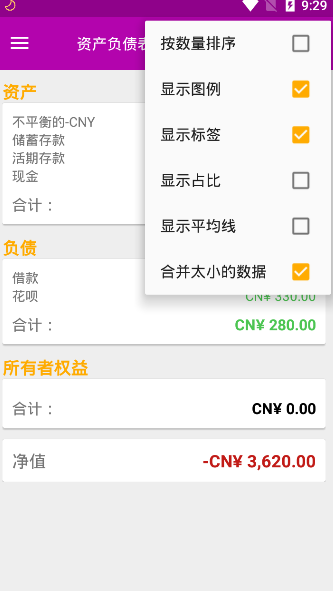 9:29
资产负债表
按数量排序
显示图例
显示标签
显示占比
显示平均线
合并太小的数据
资产
不平衡的-CNY
储蓄存款
活期存款
现金
合计：
负债
借款
花呗 CN¥ 330.00
合计： CN¥ 280.00
所有者权益
合计： CN¥ 0.00
净值 -CN¥ 3,620.00